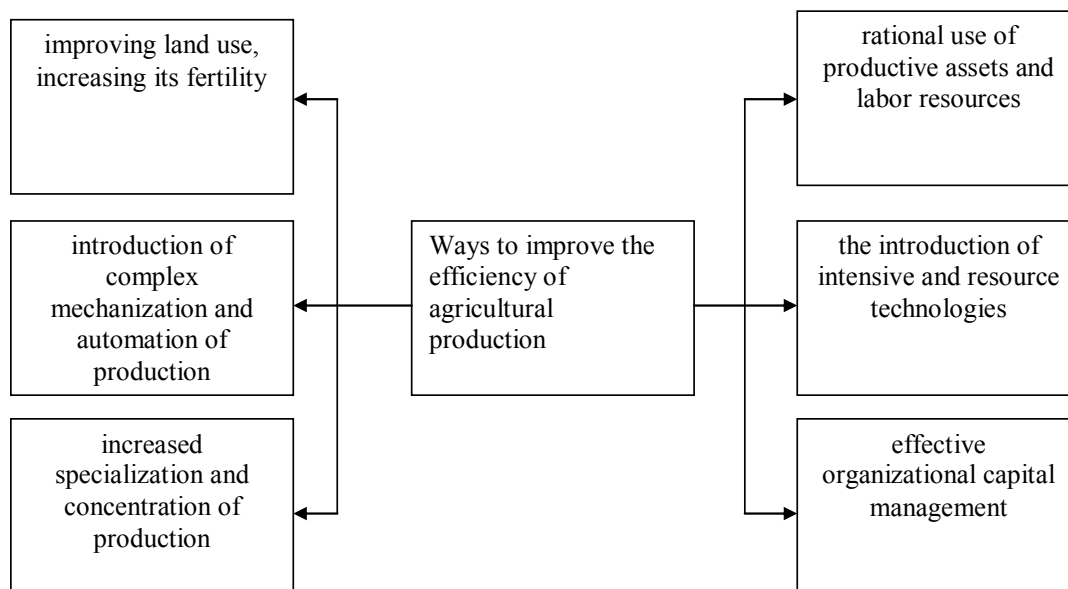 improving land use,
increasing its fertility
introduction of
complex
mechanization and
automation of
production
increased
specialization and
concentration of
production
Ways to improve the
efficiency of
agricultural
production
rational use of
productive assets and
labor resources
the introduction of
intensive and resource
technologies
effective
organizational capital
management